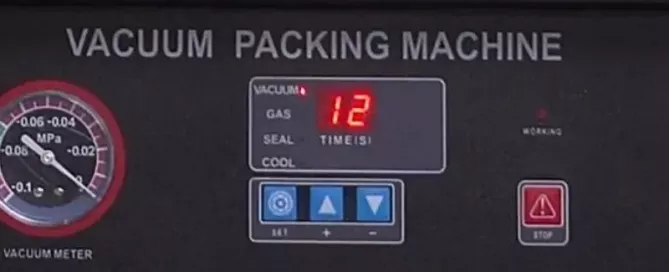 VACUUM PACKING MACHINE
VACUUM
GAS
SEAL
COOL
12
TIME(S)
WORKING
-0.06 -0.04
MPa
-0.08
-0.02
-0.1
0
VACUUM METER
SET + -
STOP